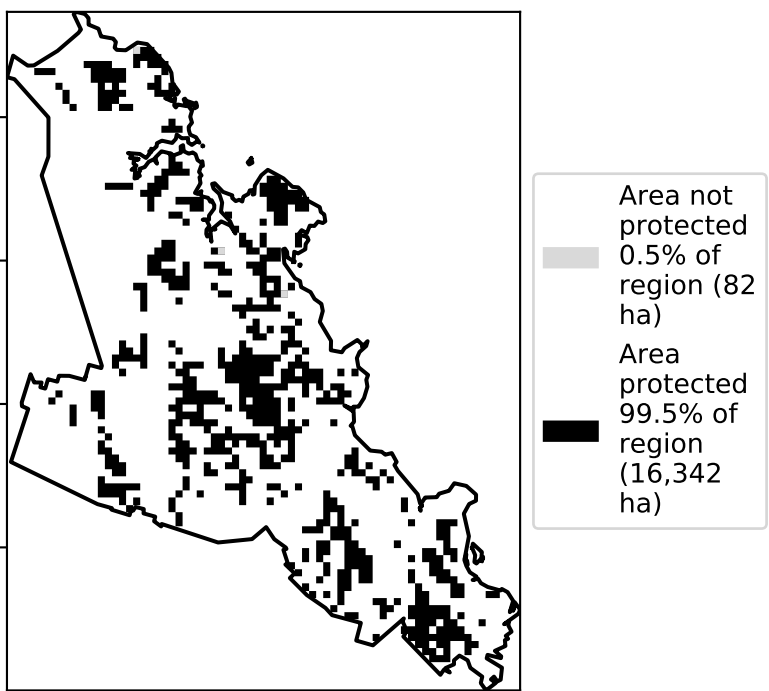 Area not
protected
0.5% of
region (82
ha)
Area
protected
99.5% of
region
(16,342
ha)